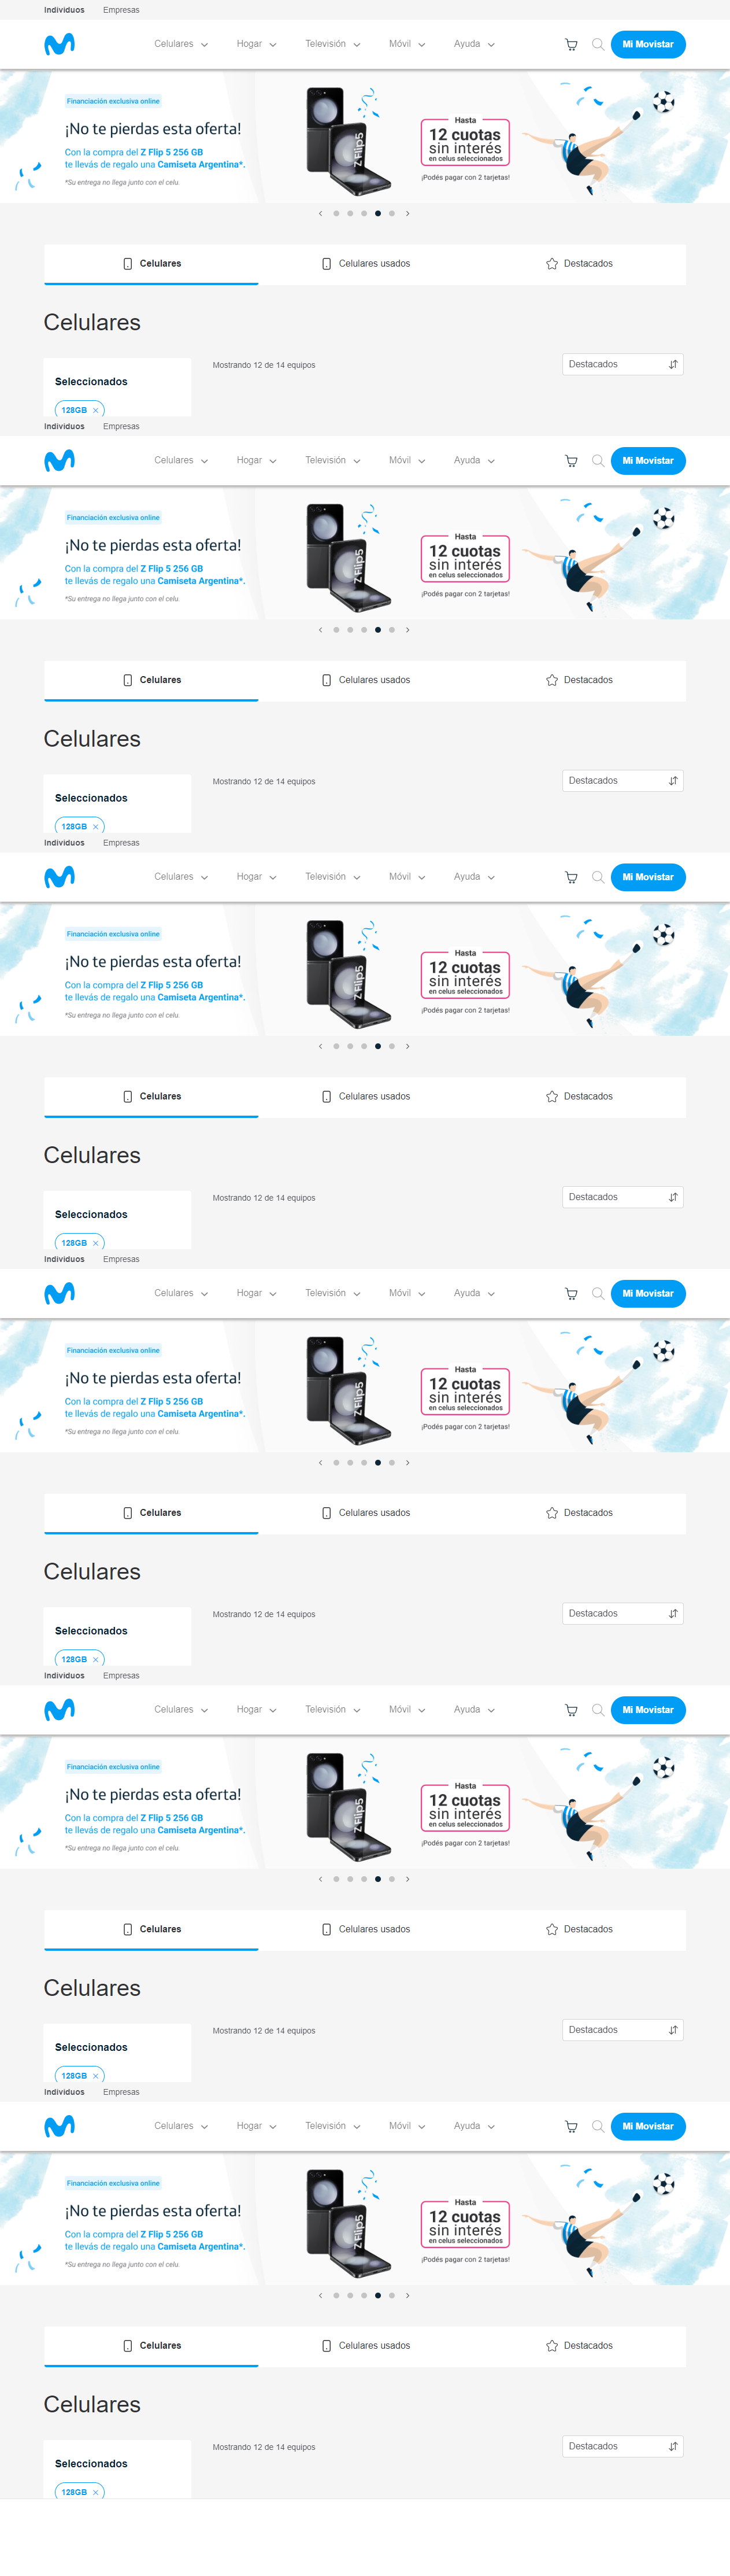 Individuos Empresas
Celulares Hogar Televisión Móvil Ayuda Mi Movistar
Financiación exclusiva online
¡No te pierdas esta oferta!
Con la compra del Z Flip 5 256 GB
te llevás de regalo una Camiseta Argentina*.
*Su entrega no llega junto con el celu.
Z Flip5
Hasta
12 cuotas
sin interés
en celus seleccionados
¡Podés pagar con 2 tarjetas!
Celulares Celulares usados Destacados
Celulares
Mostrando 12 de 14 equipos Destacados
Seleccionados
128GB ×
Individuos Empresas
Celulares Hogar Televisión Móvil Ayuda Mi Movistar
Financiación exclusiva online
¡No te pierdas esta oferta!
Con la compra del Z Flip 5 256 GB
te llevás de regalo una Camiseta Argentina*.
*Su entrega no llega junto con el celu.
Z Flip5
Hasta
12 cuotas
sin interés
en celus seleccionados
¡Podés pagar con 2 tarjetas!
Celulares Celulares usados Destacados
Celulares
Mostrando 12 de 14 equipos Destacados
Seleccionados
128GB ×
Individuos Empresas
Celulares Hogar Televisión Móvil Ayuda Mi Movistar
Financiación exclusiva online
¡No te pierdas esta oferta!
Con la compra del Z Flip 5 256 GB
te llevás de regalo una Camiseta Argentina*.
*Su entrega no llega junto con el celu.
Z Flip5
Hasta
12 cuotas
sin interés
en celus seleccionados
¡Podés pagar con 2 tarjetas!
Celulares Celulares usados Destacados
Celulares
Mostrando 12 de 14 equipos Destacados
Seleccionados
128GB ×
Individuos Empresas
Celulares Hogar Televisión Móvil Ayuda Mi Movistar
Financiación exclusiva online
¡No te pierdas esta oferta!
Con la compra del Z Flip 5 256 GB
te llevás de regalo una Camiseta Argentina*.
*Su entrega no llega junto con el celu.
Z Flip5
Hasta
12 cuotas
sin interés
en celus seleccionados
¡Podés pagar con 2 tarjetas!
Celulares Celulares usados Destacados
Celulares
Mostrando 12 de 14 equipos Destacados
Seleccionados
128GB ×
Individuos Empresas
Celulares Hogar Televisión Móvil Ayuda Mi Movistar
Financiación exclusiva online
¡No te pierdas esta oferta!
Con la compra del Z Flip 5 256 GB
te llevás de regalo una Camiseta Argentina*.
*Su entrega no llega junto con el celu.
Z Flip5
Hasta
12 cuotas
sin interés
en celus seleccionados
¡Podés pagar con 2 tarjetas!
Celulares Celulares usados Destacados
Celulares
Mostrando 12 de 14 equipos Destacados
Seleccionados
128GB ×
Individuos Empresas
Celulares Hogar Televisión Móvil Ayuda Mi Movistar
Financiación exclusiva online
¡No te pierdas esta oferta!
Con la compra del Z Flip 5 256 GB
te llevás de regalo una Camiseta Argentina*.
*Su entrega no llega junto con el celu.
Z Flip5
Hasta
12 cuotas
sin interés
en celus seleccionados
¡Podés pagar con 2 tarjetas!
Celulares Celulares usados Destacados
Celulares
Mostrando 12 de 14 equipos Destacados
Seleccionados
128GB ×